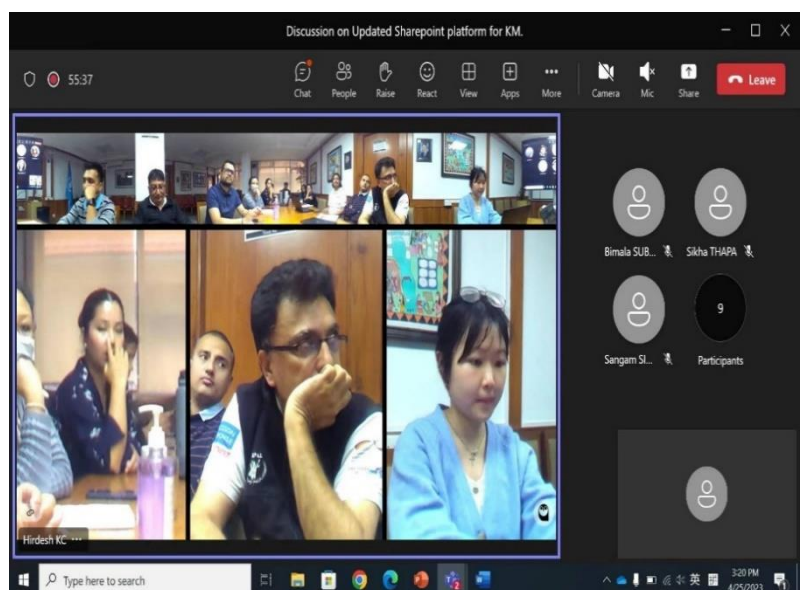 Discussion on Updated Sharepoint platform for KM.
55:37
Chat
People
Raise
React
View
Apps
More
Camera
Mic
Share
Leave
Bimala SUB...
Sikha THAPA
Sangam SI...
9
Participants
Hirdesh KC ...
Type here to search
英
3:20 PM
4/25/2023